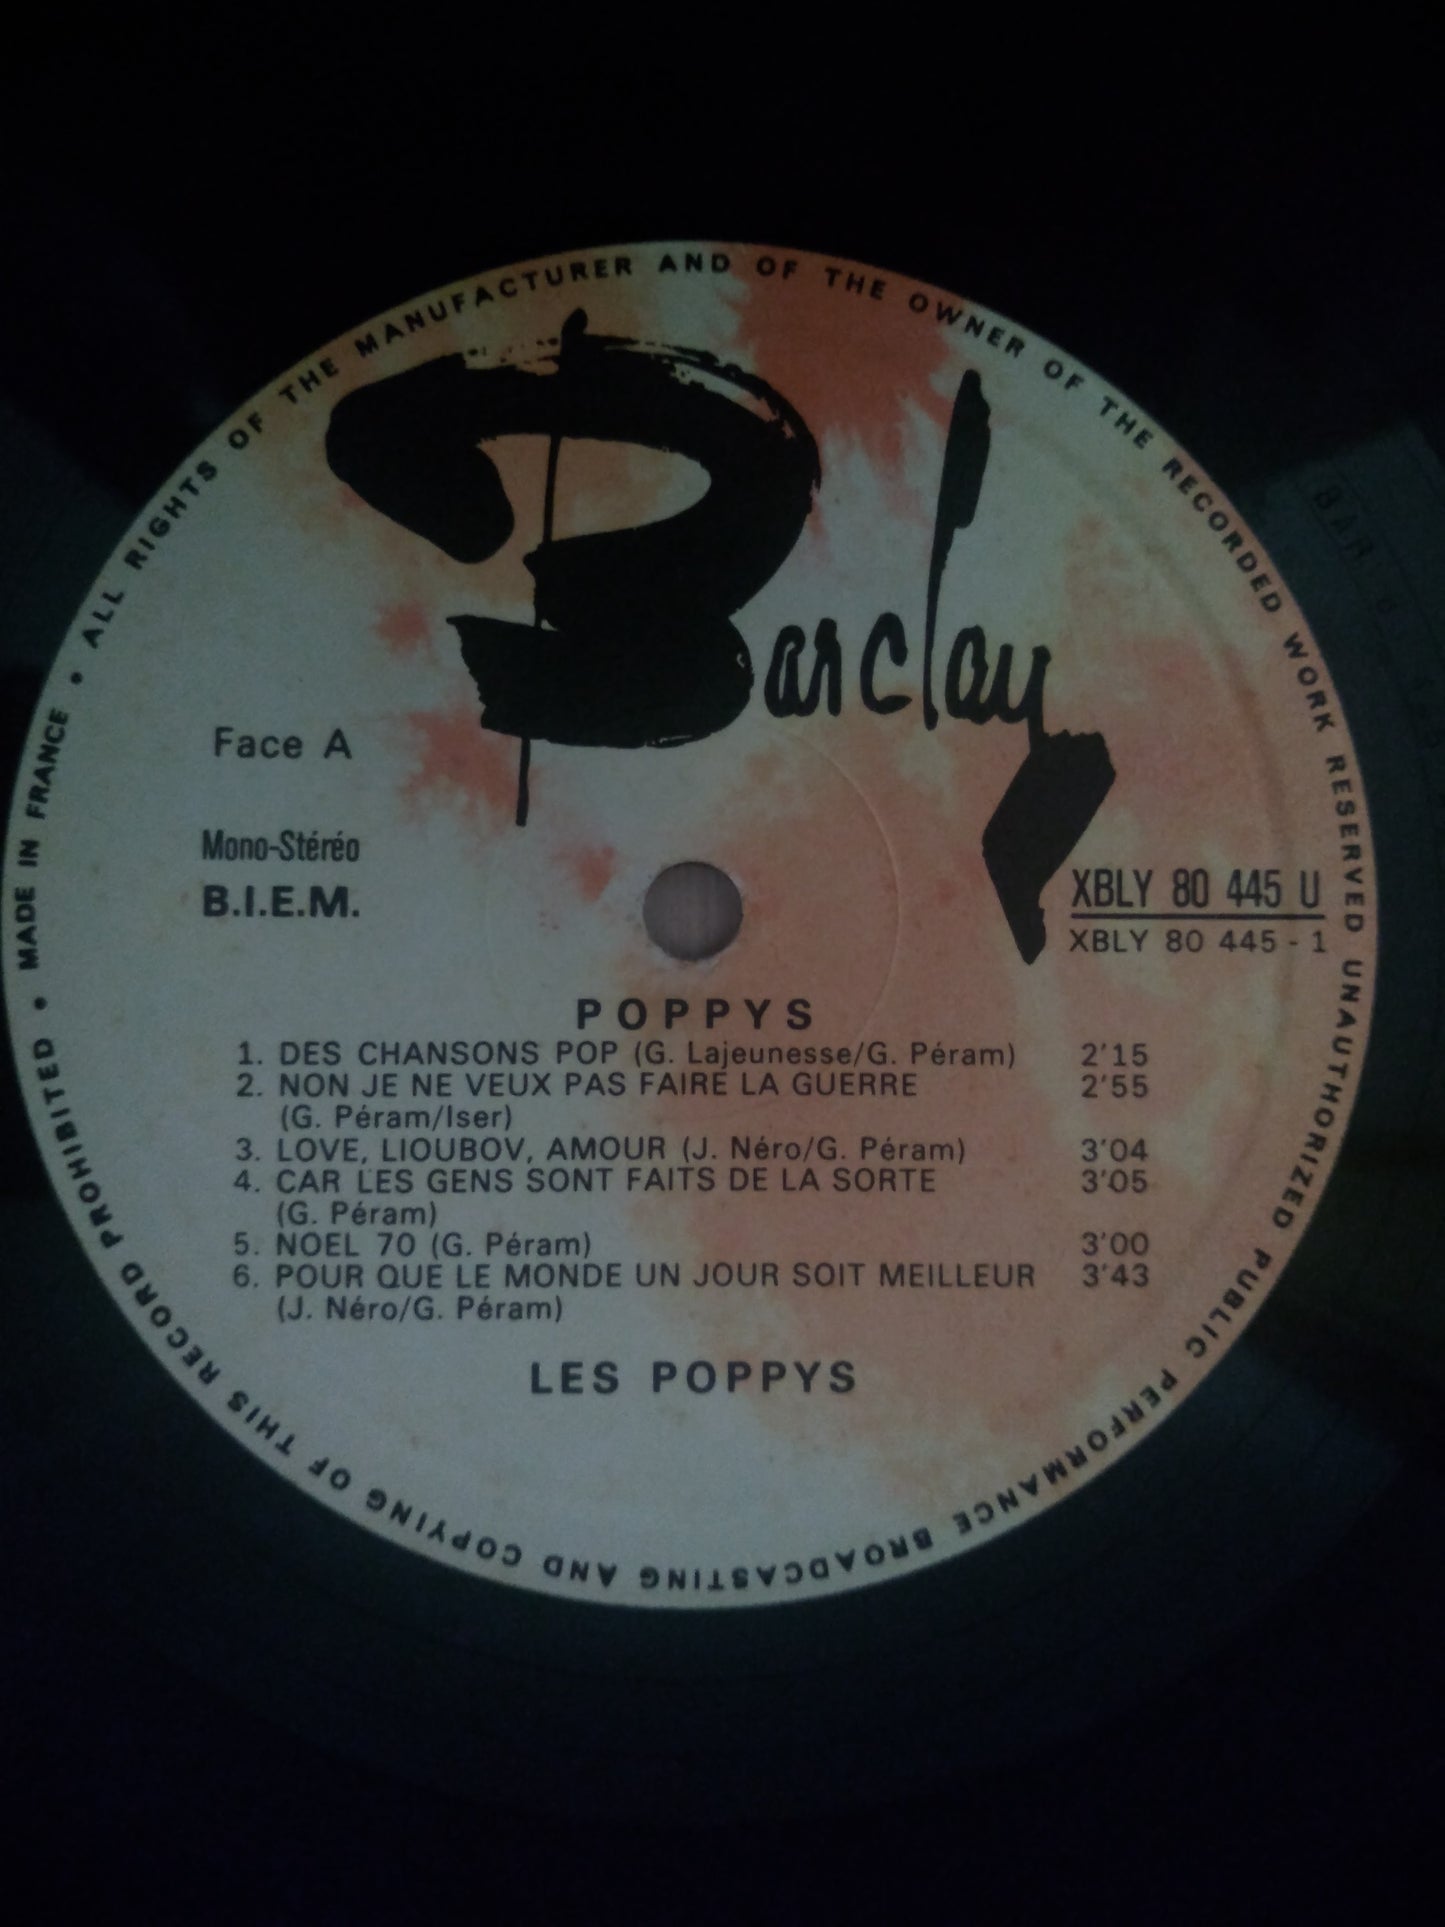 • MADE IN FRANCE • ALL RIGHTS OF THE MANUFACTURER AND OF THE OWNER OF THE RECORDED WORK RESERVED UNAUTHORIZED PUBLIC PERFORMANCE BROADCASTING AND COPYING OF THIS RECORD PROHIBITED
Barclay
Face A
Mono-Stéréo
B.I.E.M.
XBLY 80 445 U
XBLY 80 445 - 1
POPPYS
1. DES CHANSONS POP (G. Lajeunesse/G. Péram) 2'15
2. NON JE NE VEUX PAS FAIRE LA GUERRE 2'55
(G. Péram/Iser)
3. LOVE, LIOUBOV, AMOUR (J. Néro/G. Péram) 3'04
4. CAR LES GENS SONT FAITS DE LA SORTE 3'05
(G. Péram)
5. NOEL 70 (G. Péram) 3'00
6. POUR QUE LE MONDE UN JOUR SOIT MEILLEUR 3'43
(J. Néro/G. Péram)
LES POPPYS